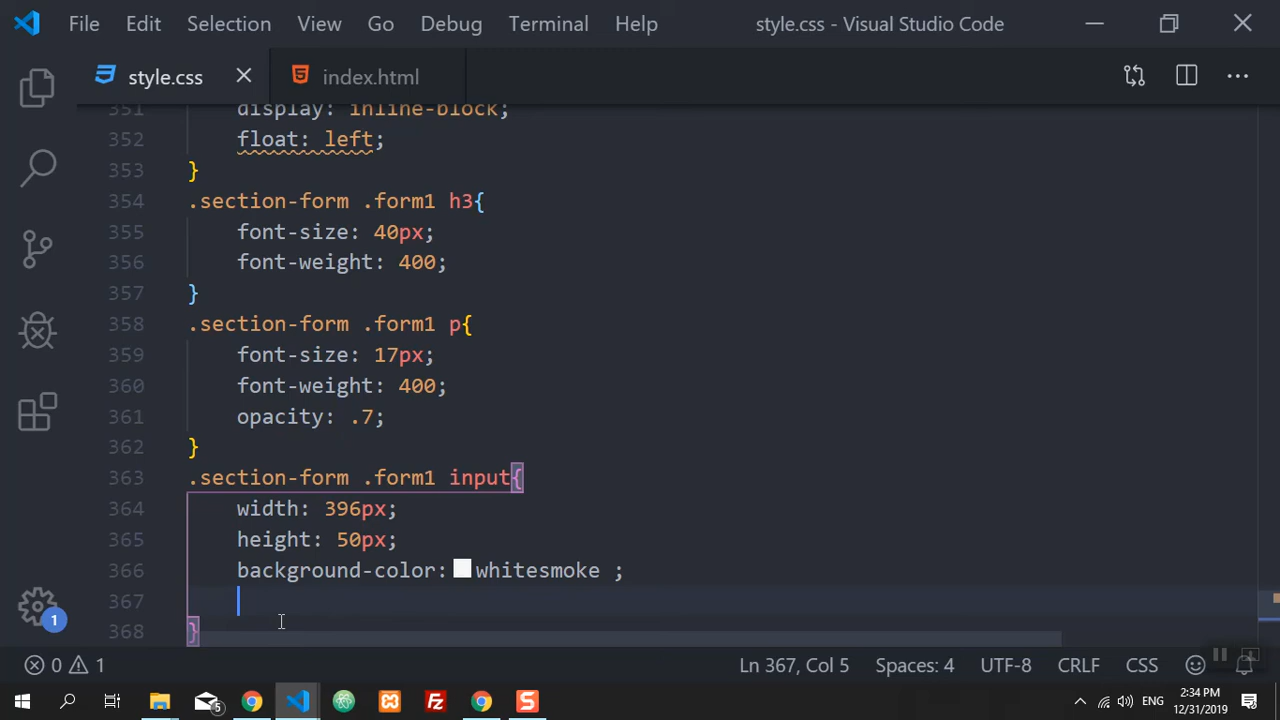 File Edit Selection View Go Debug Terminal Help style.css - Visual Studio Code
style.css index.html
351 display: inline-block;
352 float: left;
353 }
354 .section-form .form1 h3{
355 font-size: 40px;
356 font-weight: 400;
357 }
358 .section-form .form1 p{
359 font-size: 17px;
360 font-weight: 400;
361 opacity: .7;
362 }
363 .section-form .form1 input{
364 width: 396px;
365 height: 50px;
366 background-color: whitesmoke ;
367
368 }
1
0 1 Ln 367, Col 5 Spaces: 4 UTF-8 CRLF CSS
5 Fz S ENG 2:34 PM
12/31/2019